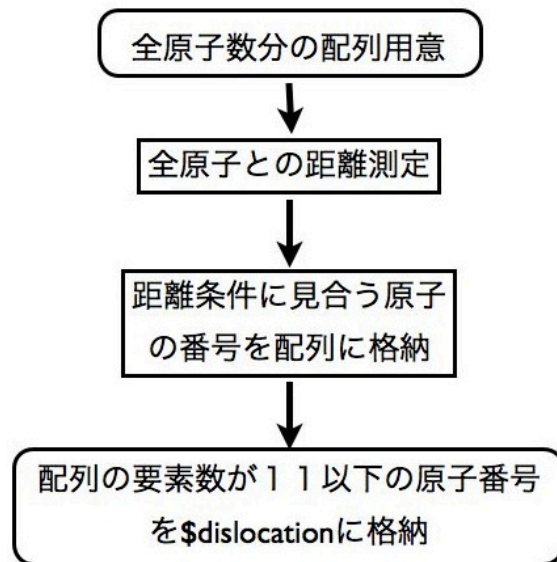 全原子数分の配列用意
全原子との距離測定
距離条件に見合う原子
の番号を配列に格納
配列の要素数が１１以下の原子番号
を$dislocationに格納